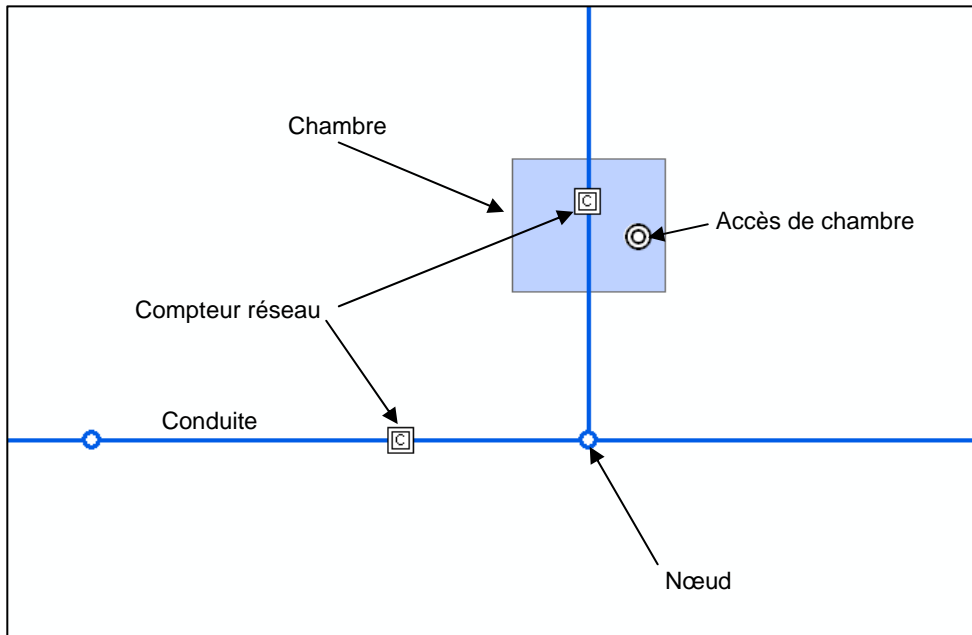 Chambre
C
Accès de chambre
Compteur réseau
Conduite
C
Nœud